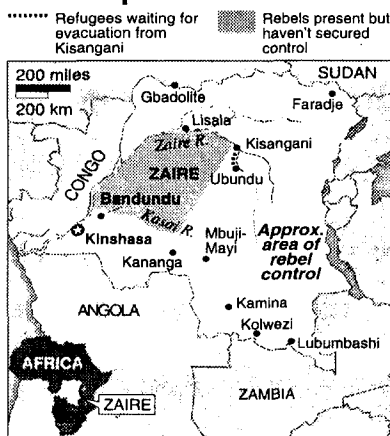 Refugees waiting for
evacuation from
Kisangani
Rebels present but
haven't secured
control
200 miles
200 km
SUDAN
Gbadolite
Faradje
Lisala
Zaire R.
Kisangani
CONGO
ZAIRE
Ubundu
Bandundu
Kasai R.
Kinshasa
Mbuji-
Mayi
Approx.
area of
rebel
control
Kananga
ANGOLA
Kamina
Kolwezi
Lubumbashi
AFRICA
ZAIRE
ZAMBIA